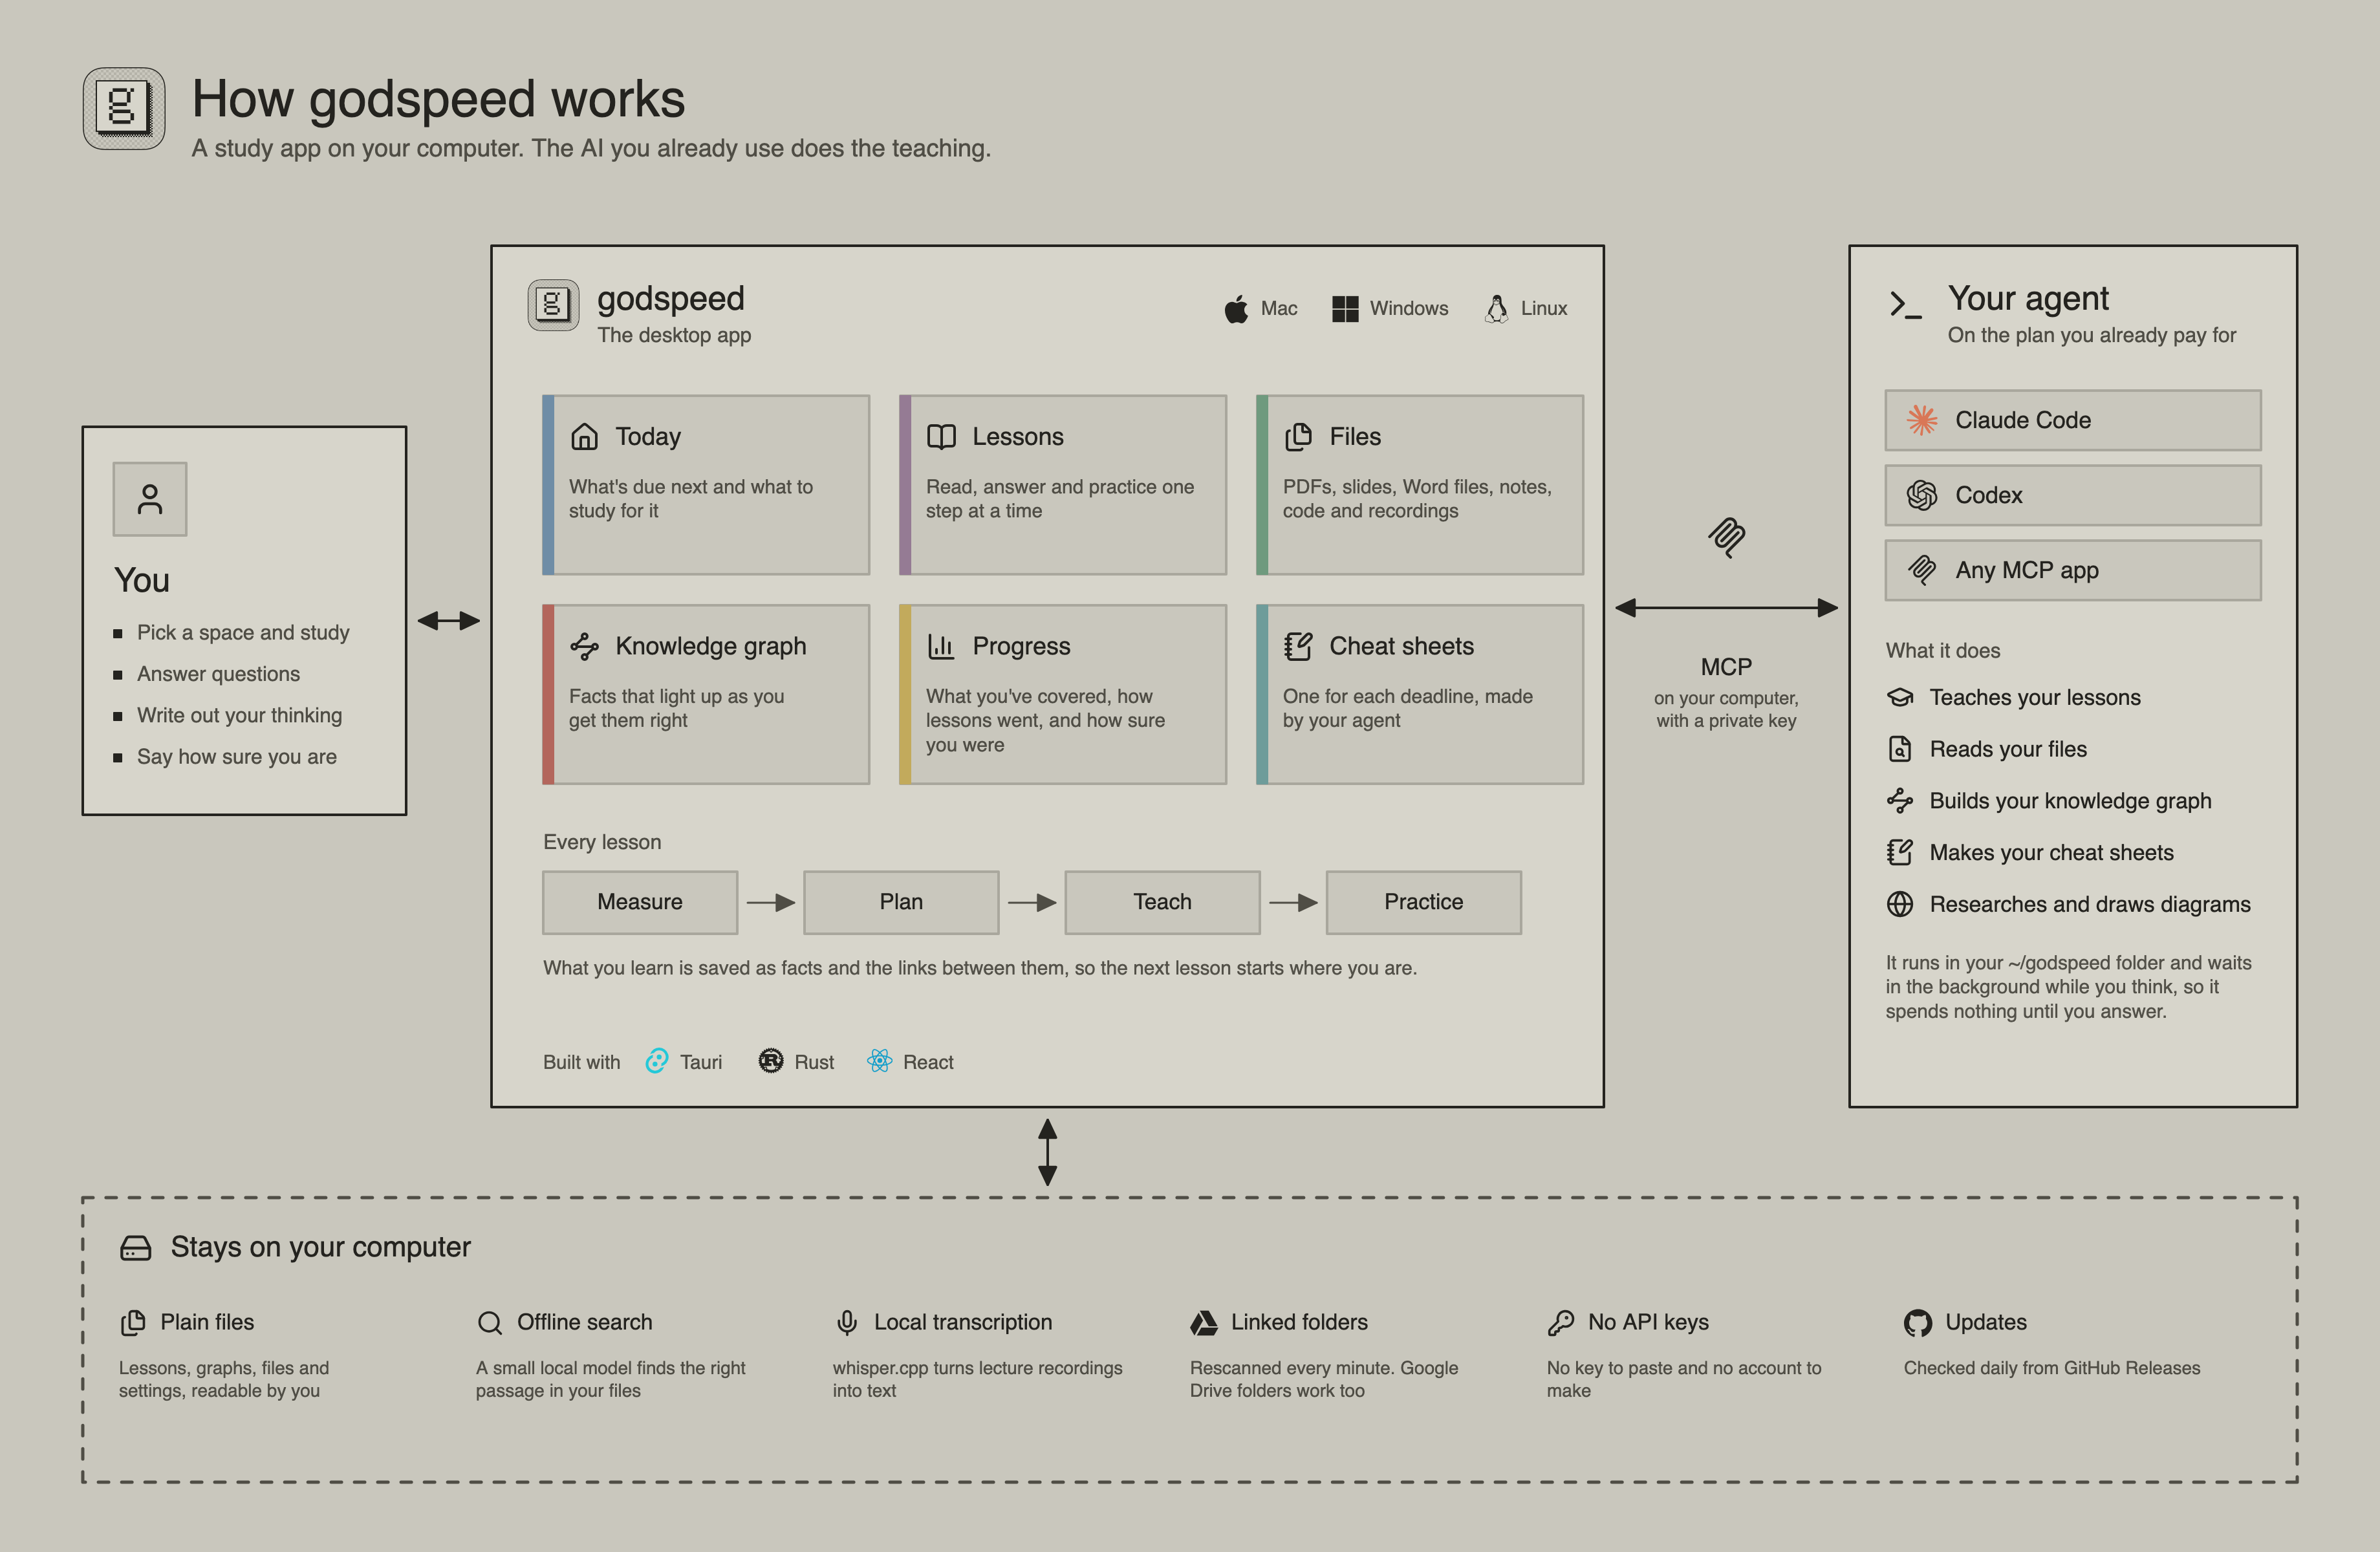 g
How godspeed works
A study app on your computer. The AI you already use does the teaching.
You
Pick a space and study
Answer questions
Write out your thinking
Say how sure you are
g
godspeed
The desktop app
Mac
Windows
Linux
Today
What's due next and what to
study for it
Lessons
Read, answer and practice one
step at a time
Files
PDFs, slides, Word files, notes,
code and recordings
Knowledge graph
Facts that light up as you
get them right
Progress
What you've covered, how
lessons went, and how sure
you were
Cheat sheets
One for each deadline, made
by your agent
Every lesson
Measure
Plan
Teach
Practice
What you learn is saved as facts and the links between them, so the next lesson starts where you are.
Built with
Tauri
R
Rust
React
MCP
on your computer,
with a private key
Your agent
On the plan you already pay for
Claude Code
Codex
Any MCP app
What it does
Teaches your lessons
Reads your files
Builds your knowledge graph
Makes your cheat sheets
Researches and draws diagrams
It runs in your ~/godspeed folder and waits
in the background while you think, so it
spends nothing until you answer.
Stays on your computer
Plain files
Lessons, graphs, files and
settings, readable by you
Offline search
A small local model finds the right
passage in your files
Local transcription
whisper.cpp turns lecture recordings
into text
Linked folders
Rescanned every minute. Google
Drive folders work too
No API keys
No key to paste and no account to
make
Updates
Checked daily from GitHub Releases